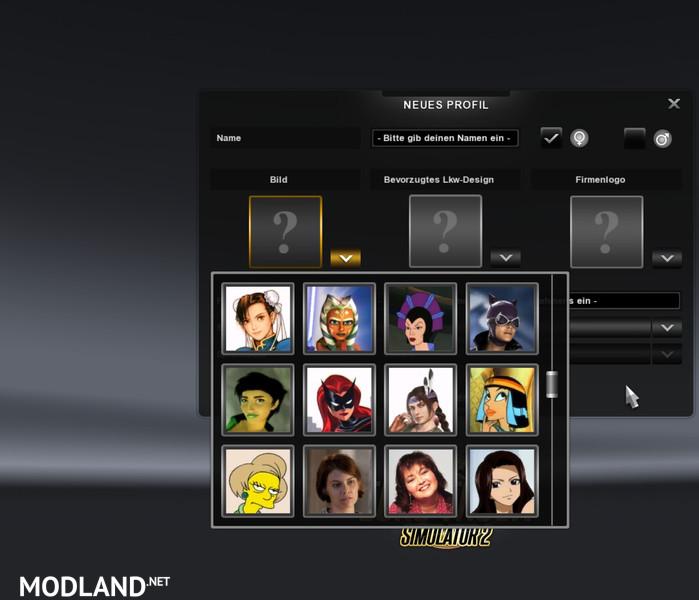 NEUES PROFIL
Name
- Bitte gib deinen Namen ein -
Bild
Bevorzugtes Lkw-Design
Firmenlogo
?
?
?
s ein -
SIMULATOR 2
MODLAND.NET